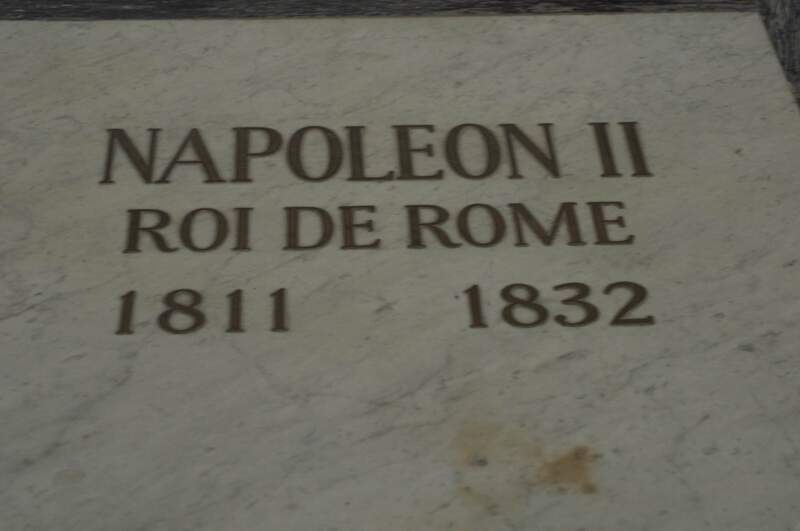 NAPOLEON II
ROI DE ROME
1811 1832